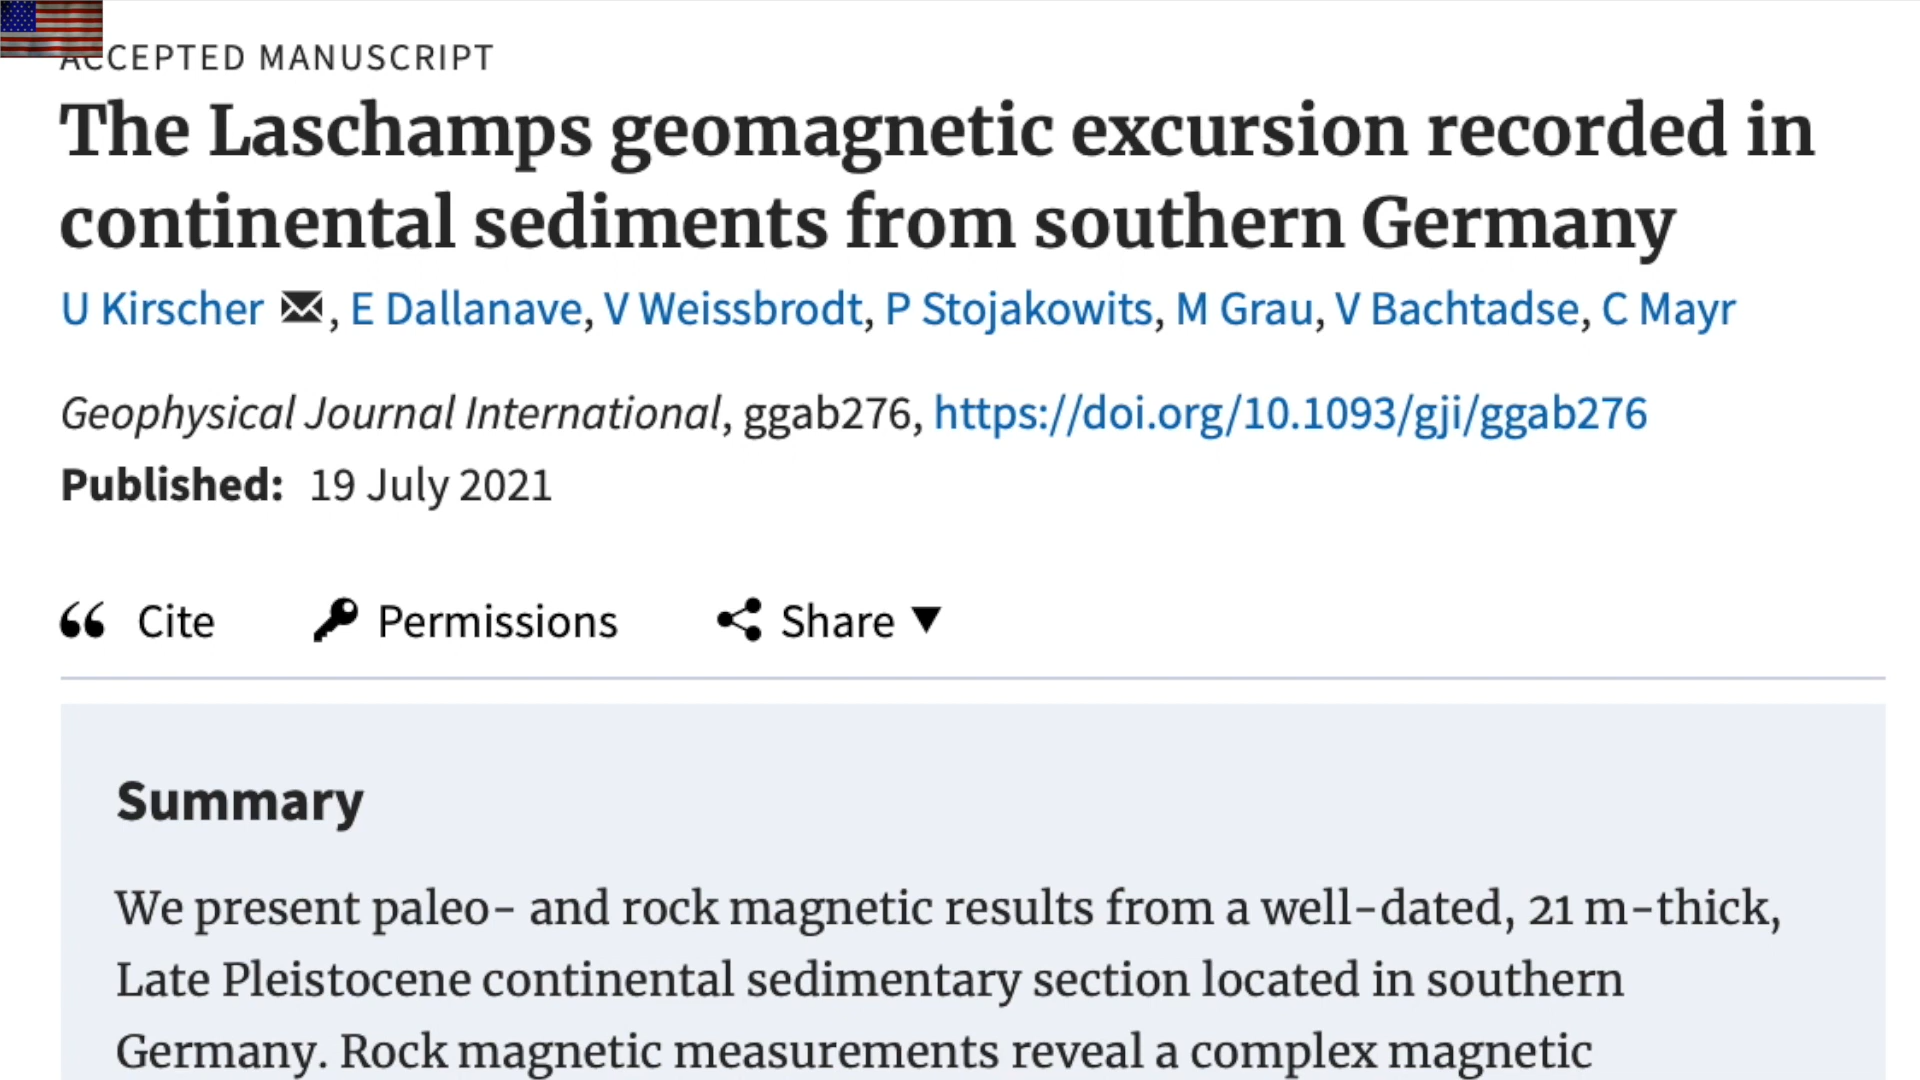 ACCEPTED MANUSCRIPT
The Laschamps geomagnetic excursion recorded in
continental sediments from southern Germany
U Kirscher, E Dallanave, V Weissbrodt, P Stojakowits, M Grau, V Bachtadse, C Mayr
Geophysical Journal International, ggab276, https://doi.org/10.1093/gji/ggab276
Published: 19 July 2021
Cite Permissions Share
Summary
We present paleo- and rock magnetic results from a well-dated, 21 m-thick,
Late Pleistocene continental sedimentary section located in southern
Germany. Rock magnetic measurements reveal a complex magnetic